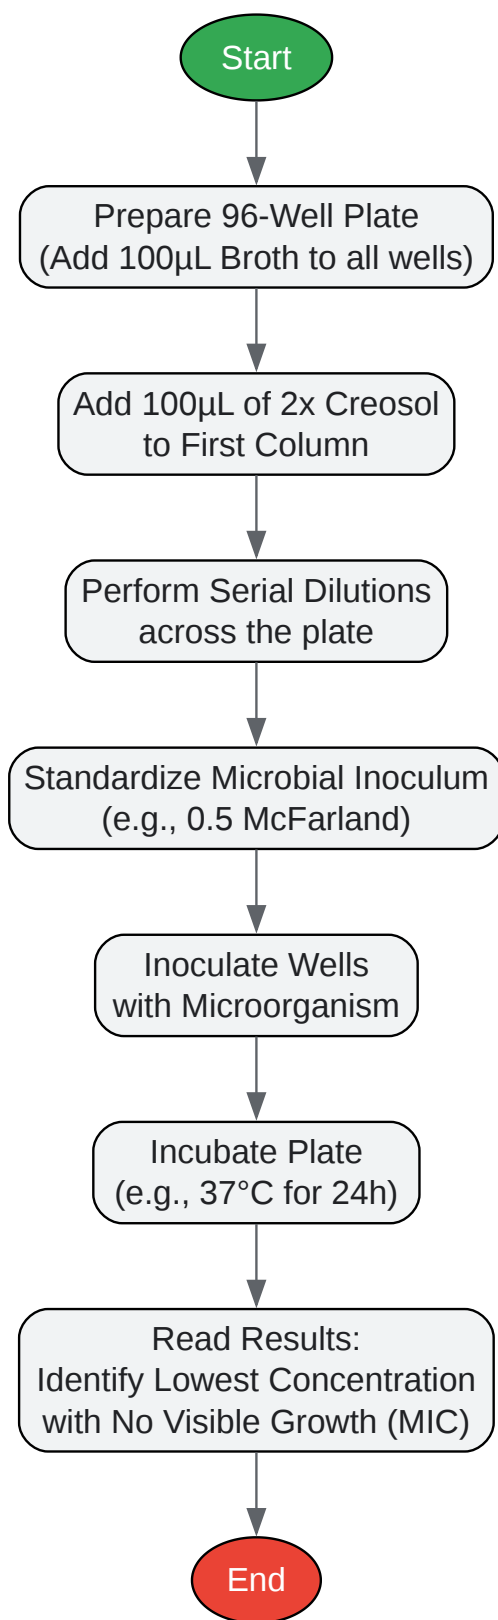 Start
Prepare 96-Well Plate
(Add 100µL Broth to all wells)
Add 100µL of 2x Creosol
to First Column
Perform Serial Dilutions
across the plate
Standardize Microbial Inoculum
(e.g., 0.5 McFarland)
Inoculate Wells
with Microorganism
Incubate Plate
(e.g., 37°C for 24h)
Read Results:
Identify Lowest Concentration
with No Visible Growth (MIC)
End